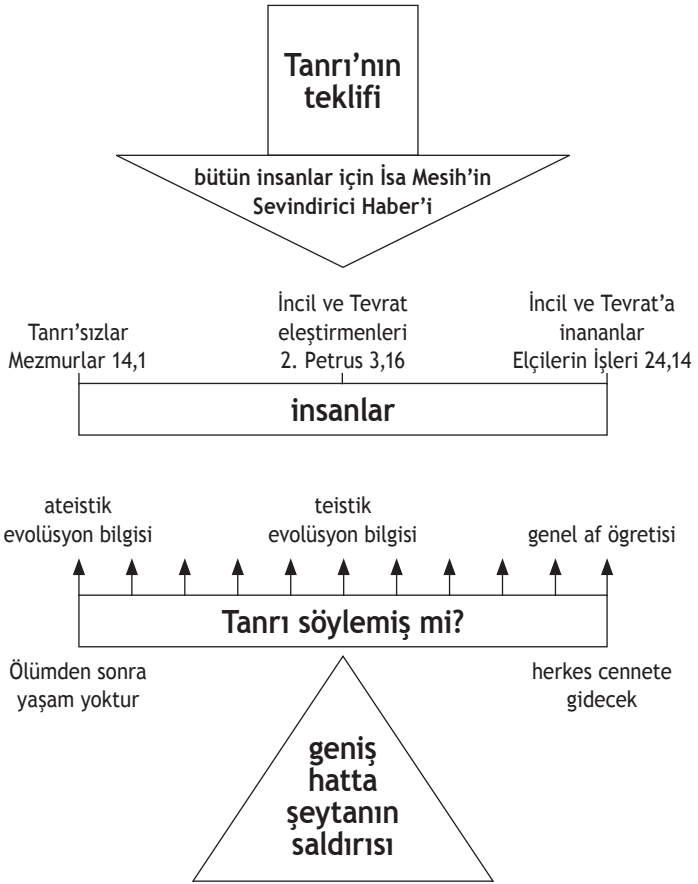 Tanrı’nın
teklifi
bütün insanlar için İsa Mesih’in
Sevindirici Haber’i
Tanrı’sızlar
Mezmurlar 14,1
İncil ve Tevrat
eleştirmenleri
2. Petrus 3,16
İncil ve Tevrat’a
inananlar
Elçilerin İşleri 24,14
insanlar
ateistik
evolüsyon bilgisi
teistik
evolüsyon bilgisi
genel af ögretisi
Tanrı söylemiş mi?
Ölümden sonra
yaşam yoktur
herkes cennete
gidecek
geniş
hatta
şeytanın
saldırısı